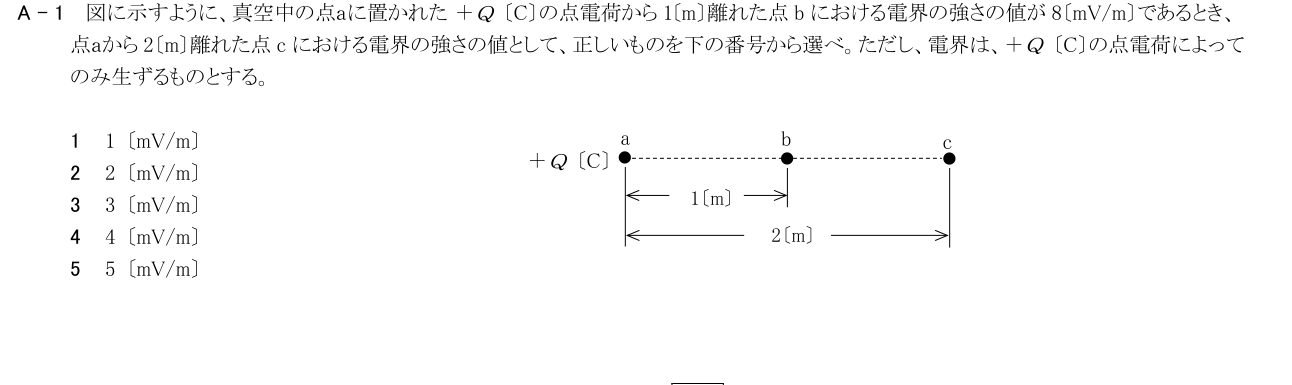 A－1 図に示すように、真空中の点aに置かれた ＋Q〔C〕の点電荷から1〔m〕離れた点bにおける電界の強さの値が8〔mV/m〕であるとき、
点aから2〔m〕離れた点cにおける電界の強さの値として、正しいものを下の番号から選べ。ただし、電界は、＋Q〔C〕の点電荷によって
のみ生ずるものとする。
1 1〔mV/m〕
2 2〔mV/m〕
3 3〔mV/m〕
4 4〔mV/m〕
5 5〔mV/m〕
a b c
＋Q〔C〕
1〔m〕
2〔m〕